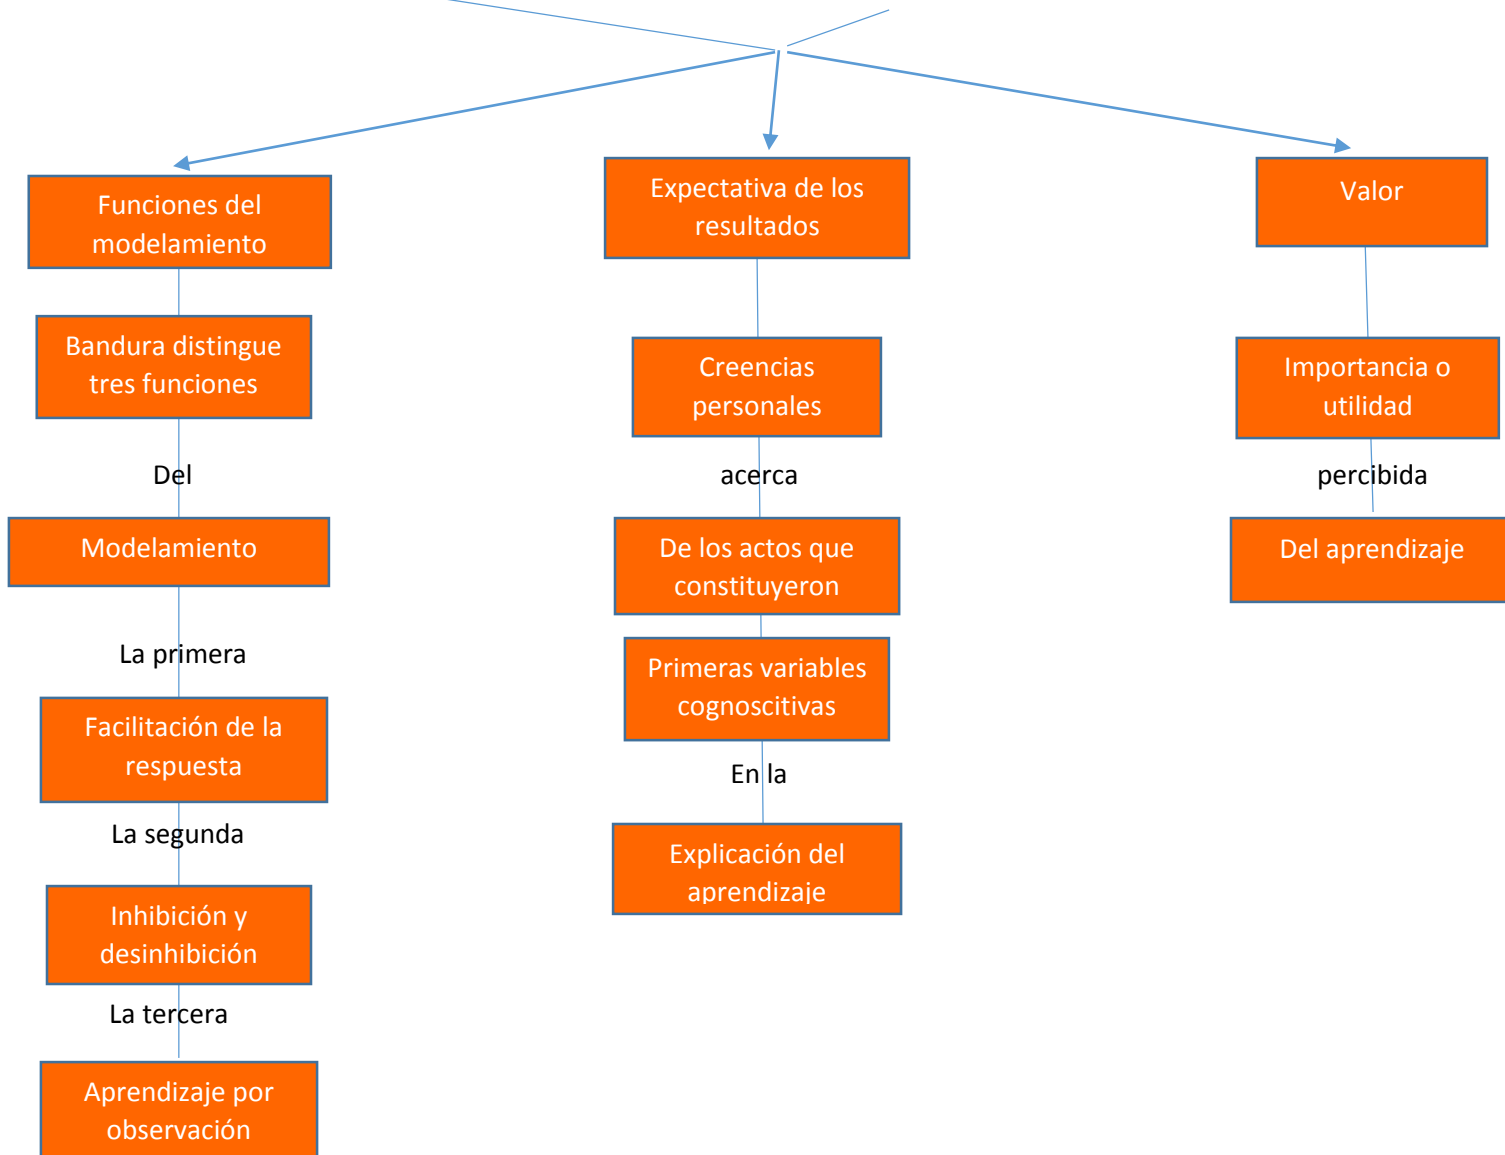 Funciones del
modelamiento
Bandura distingue
tres funciones
Del
Modelamiento
La primera
Facilitación de la
respuesta
La segunda
Inhibición y
desinhibición
La tercera
Aprendizaje por
observación
Expectativa de los
resultados
Creencias
personales
acerca
De los actos que
constituyeron
Primeras variables
cognoscitivas
En la
Explicación del
aprendizaje
Valor
Importancia o
utilidad
percibida
Del aprendizaje